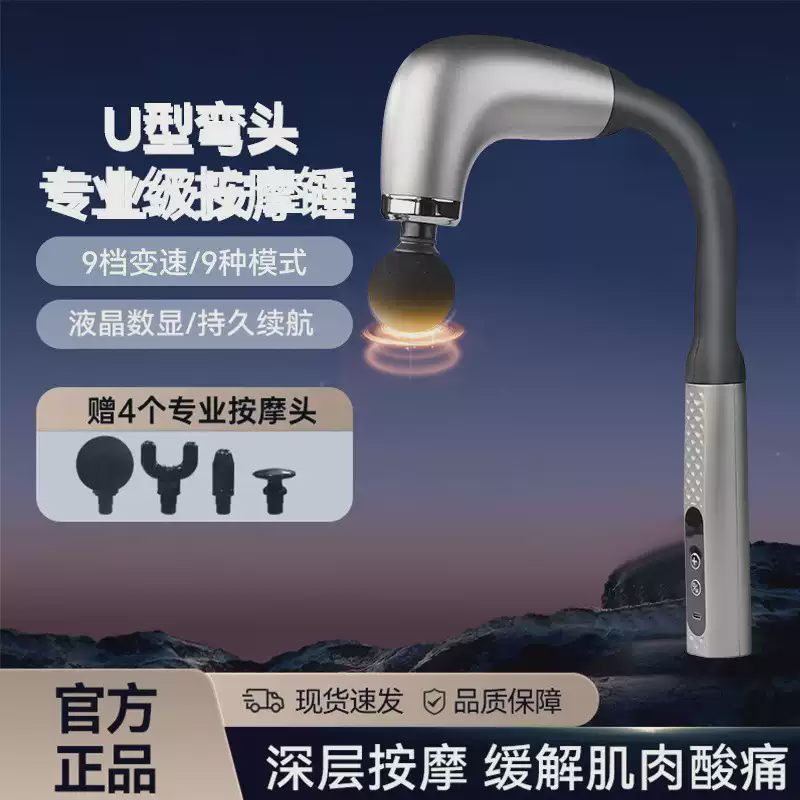 U型弯头
专业级按摩锤
9档变速/9种模式
液晶数显/持久续航
赠4个专业按摩头
官方
正品
现货速发
品质保障
深层按摩 缓解肌肉酸痛